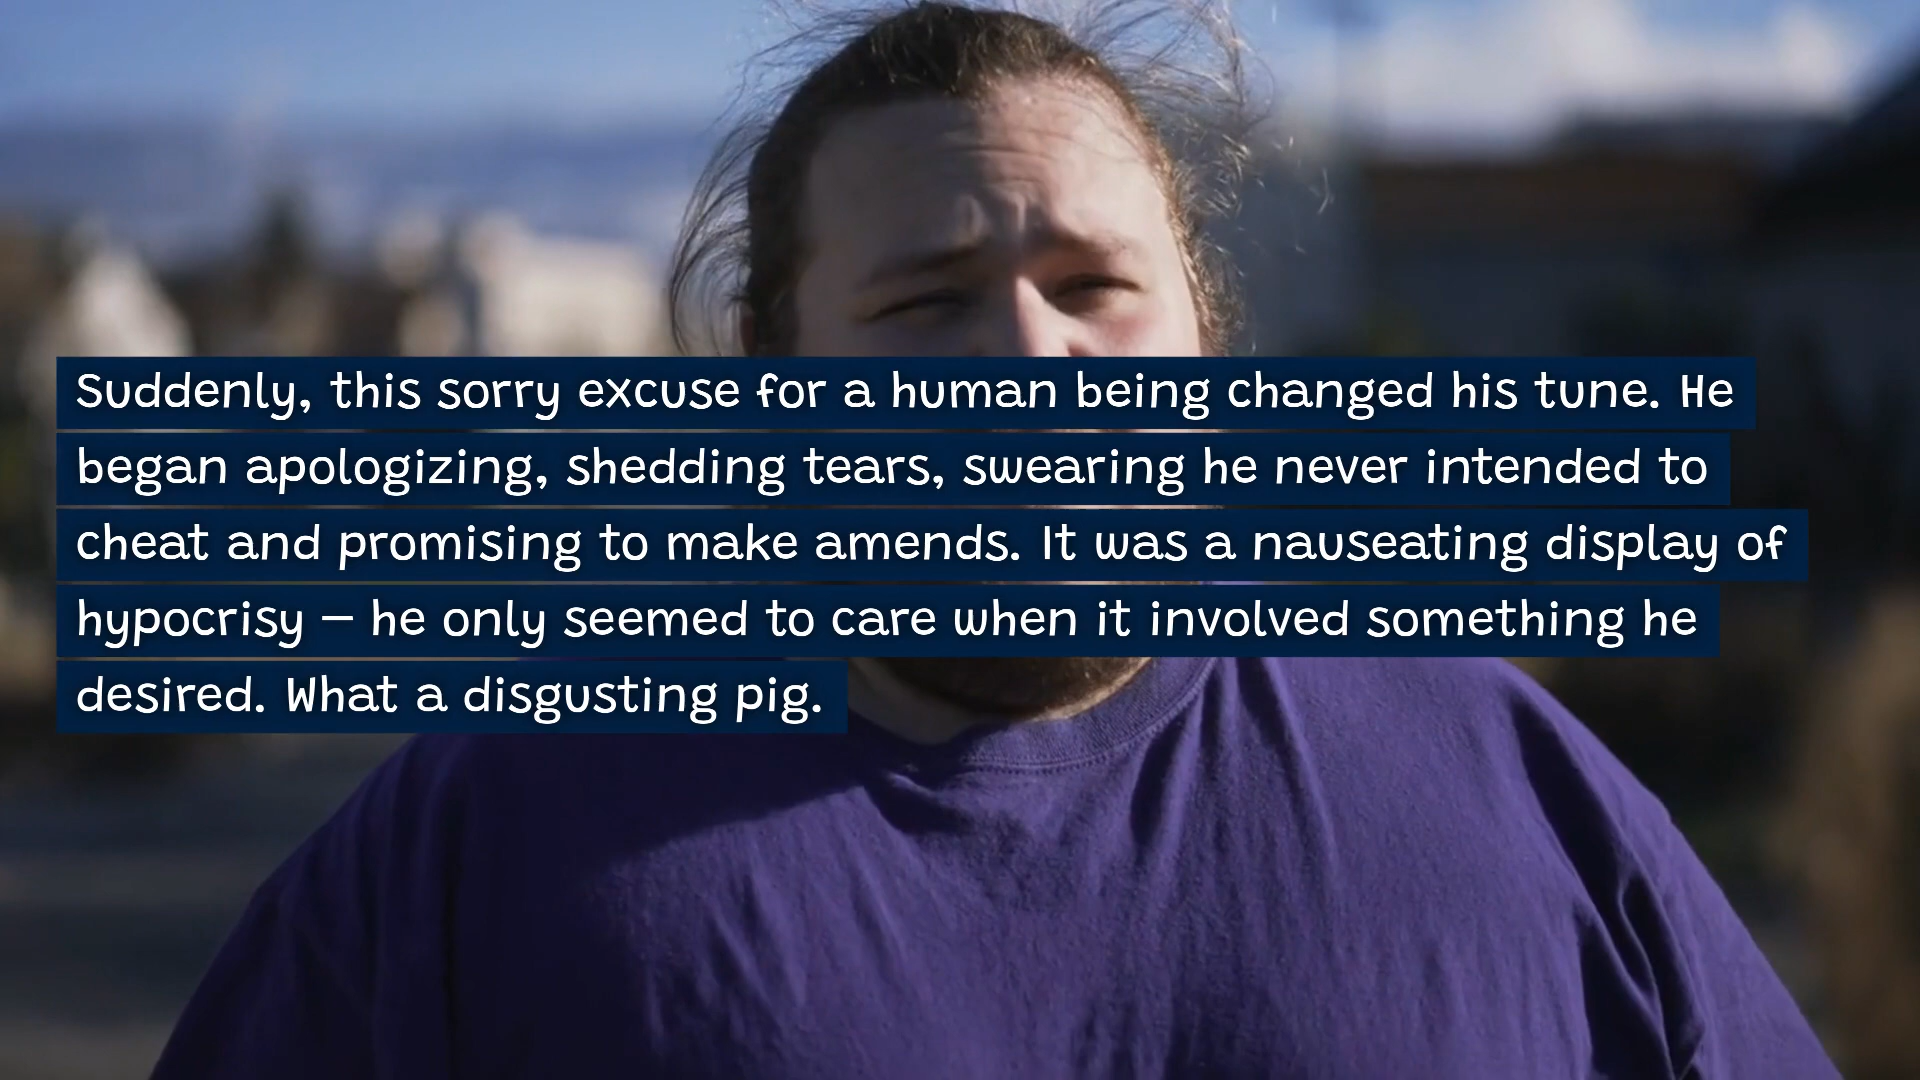 Suddenly, this sorry excuse for a human being changed his tune. He
began apologizing, shedding tears, swearing he never intended to
cheat and promising to make amends. It was a nauseating display of
hypocrisy – he only seemed to care when it involved something he
desired. What a disgusting pig.